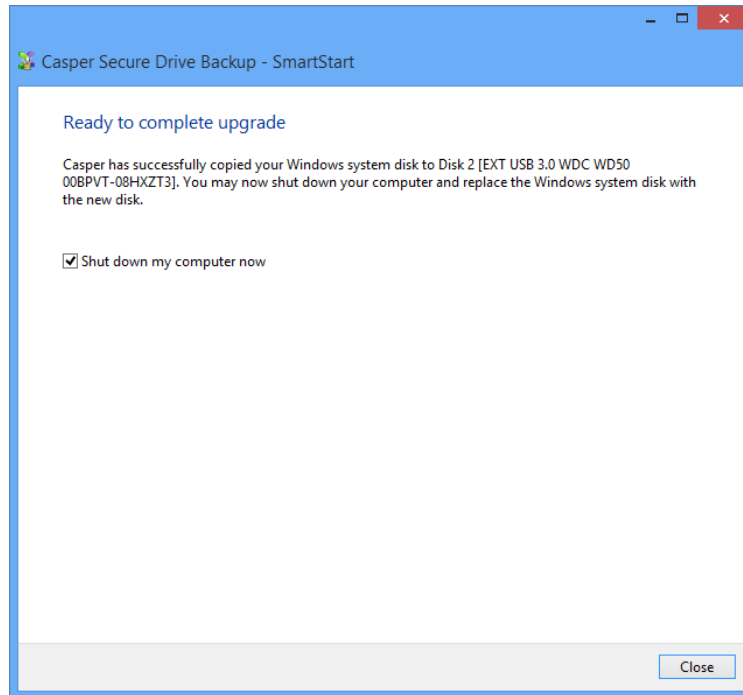 Casper Secure Drive Backup - SmartStart
Ready to complete upgrade
Casper has successfully copied your Windows system disk to Disk 2 [EXT USB 3.0 WDC WD50
00BPVT-08HXZT3]. You may now shut down your computer and replace the Windows system disk with
the new disk.
Shut down my computer now
Close